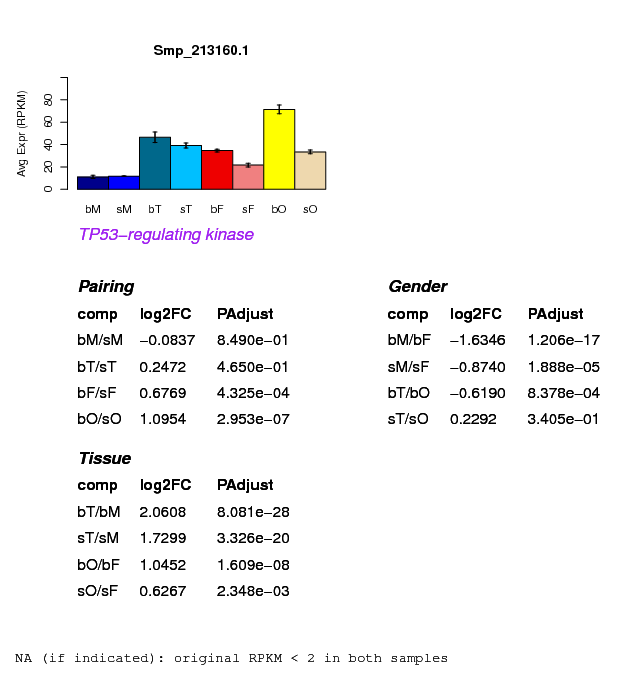 Smp_213160.1
Avg Expr (RPKM)
0 20 40 60 80
bM sM bT sT bF sF bO sO
TP53−regulating kinase
Pairing
comp log2FC PAdjust
bM/sM −0.0837 8.490e−01
bT/sT 0.2472 4.650e−01
bF/sF 0.6769 4.325e−04
bO/sO 1.0954 2.953e−07
Gender
comp log2FC PAdjust
bM/bF −1.6346 1.206e−17
sM/sF −0.8740 1.888e−05
bT/bO −0.6190 8.378e−04
sT/sO 0.2292 3.405e−01
Tissue
comp log2FC PAdjust
bT/bM 2.0608 8.081e−28
sT/sM 1.7299 3.326e−20
bO/bF 1.0452 1.609e−08
sO/sF 0.6267 2.348e−03
NA (if indicated): original RPKM < 2 in both samples